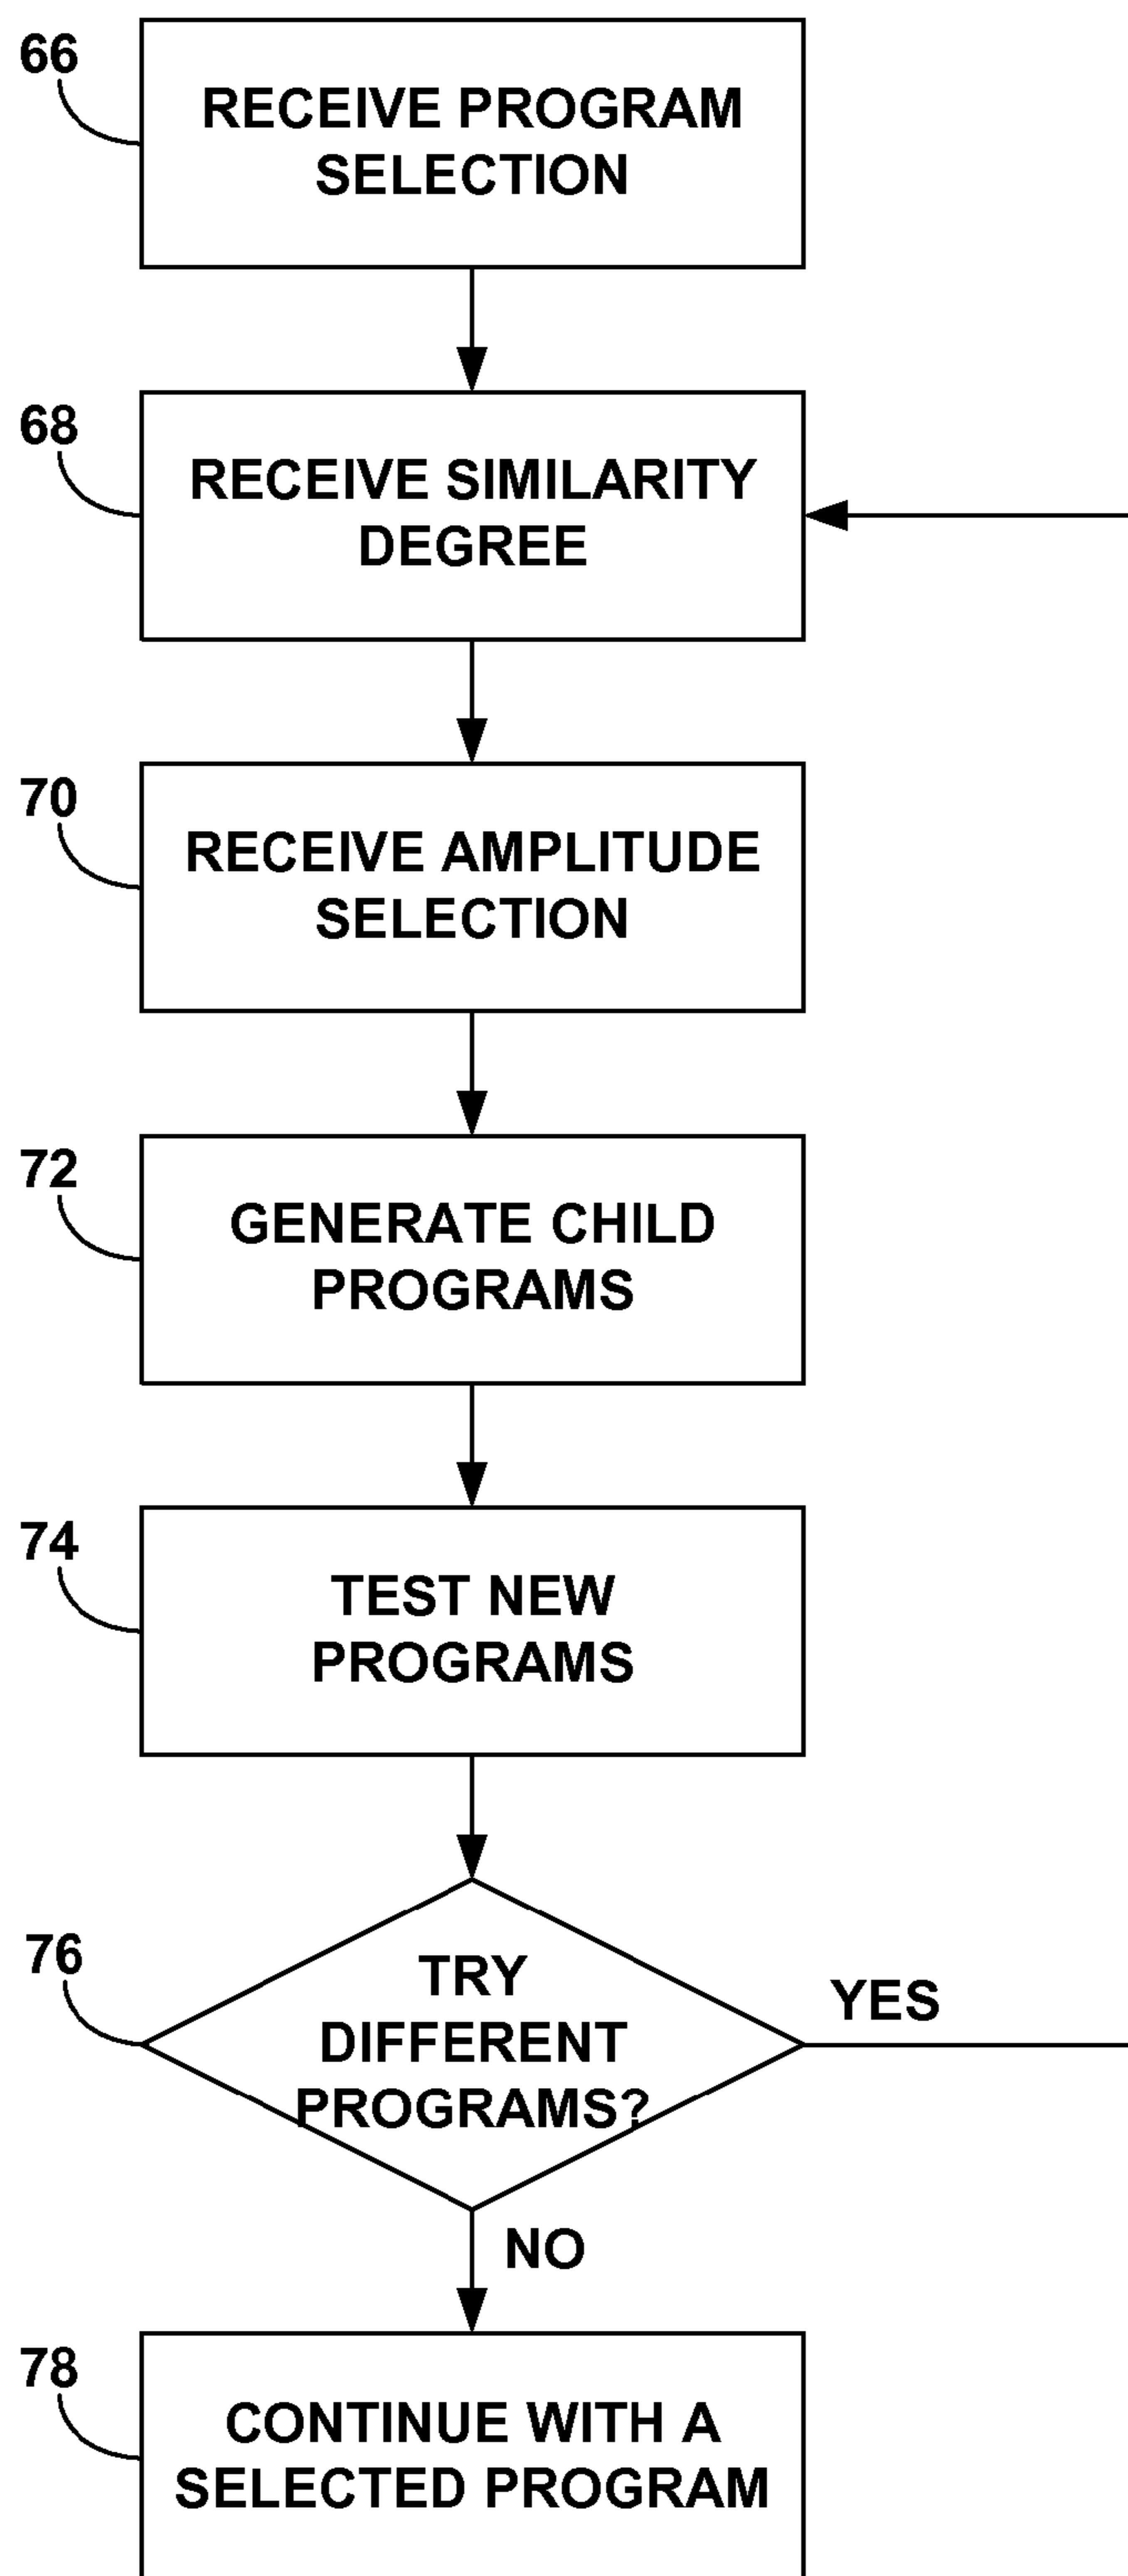 66
RECEIVE PROGRAM
SELECTION
68
RECEIVE SIMILARITY
DEGREE
70
RECEIVE AMPLITUDE
SELECTION
72
GENERATE CHILD
PROGRAMS
74
TEST NEW
PROGRAMS
76
TRY
DIFFERENT
PROGRAMS?
YES
NO
78
CONTINUE WITH A
SELECTED PROGRAM